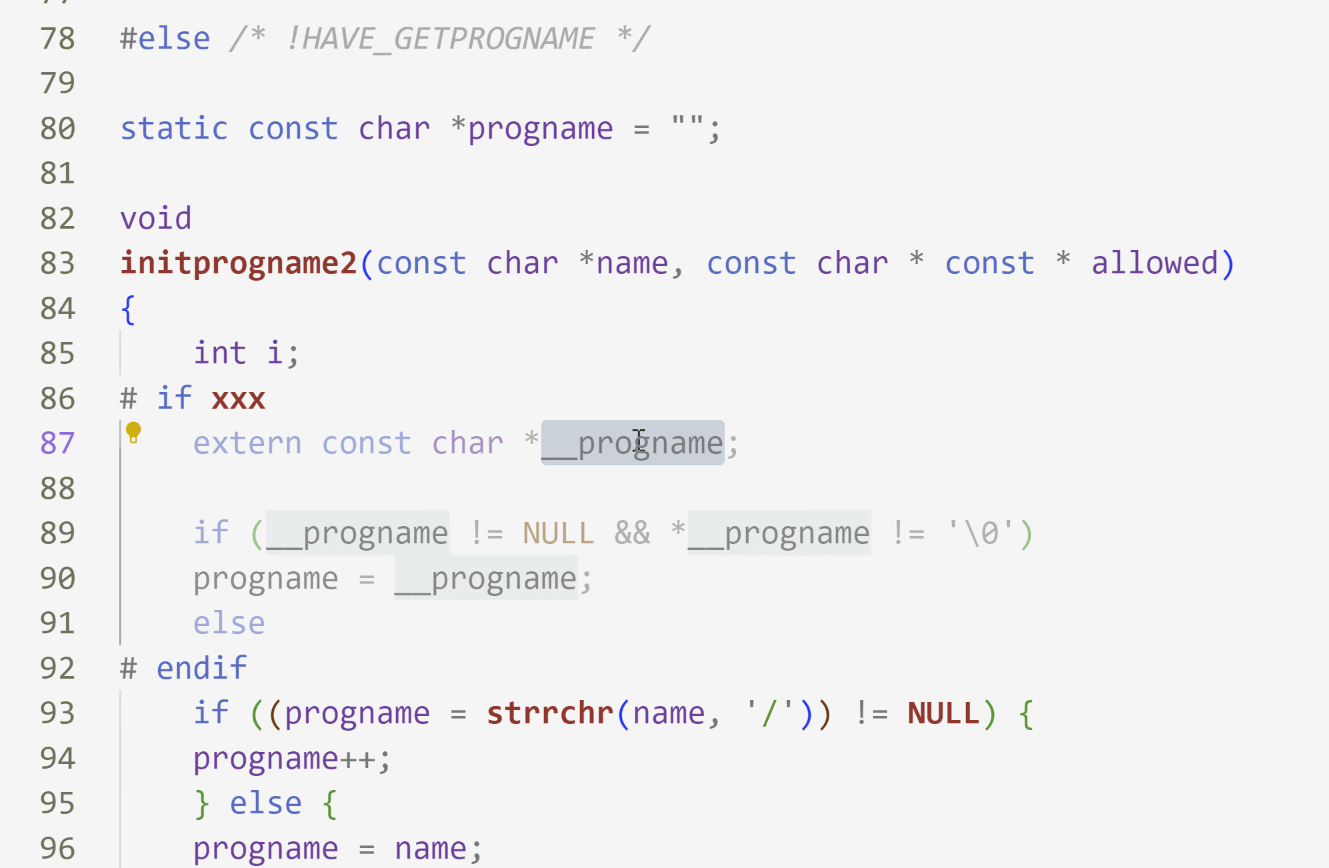 78 #else /* !HAVE_GETPROGNAME */
79
80 static const char *progname = "";
81
82 void
83 initprogname2(const char *name, const char * const * allowed)
84 {
85 int i;
86 # if xxx
87 extern const char *__progname;
88
89 if (__progname != NULL && *__progname != '\0')
90 progname = __progname;
91 else
92 # endif
93 if ((progname = strrchr(name, '/')) != NULL) {
94 progname++;
95 } else {
96 progname = name;